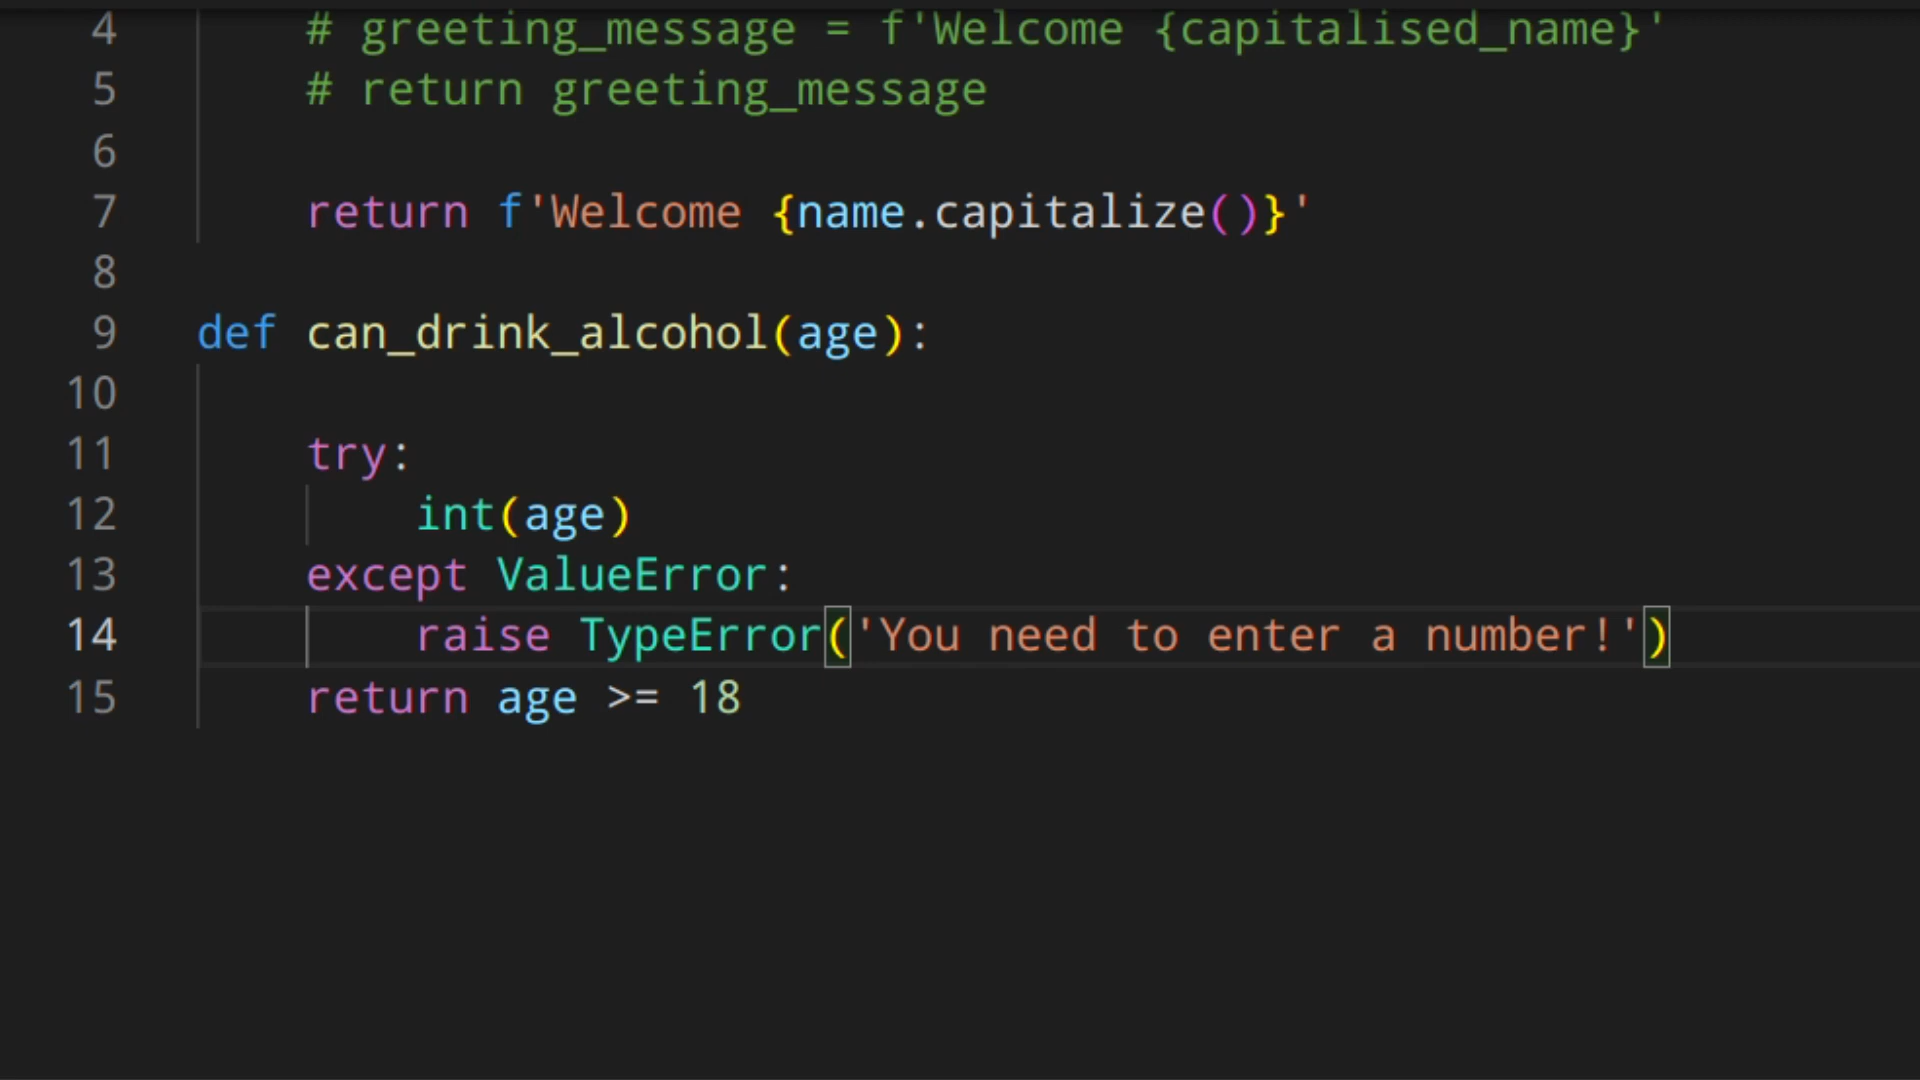 4 # greeting_message = f'Welcome {capitalised_name}'
5 # return greeting_message
6
7 return f'Welcome {name.capitalize()}'
8
9 def can_drink_alcohol(age):
10
11 try:
12 int(age)
13 except ValueError:
14 raise TypeError('You need to enter a number!')
15 return age >= 18